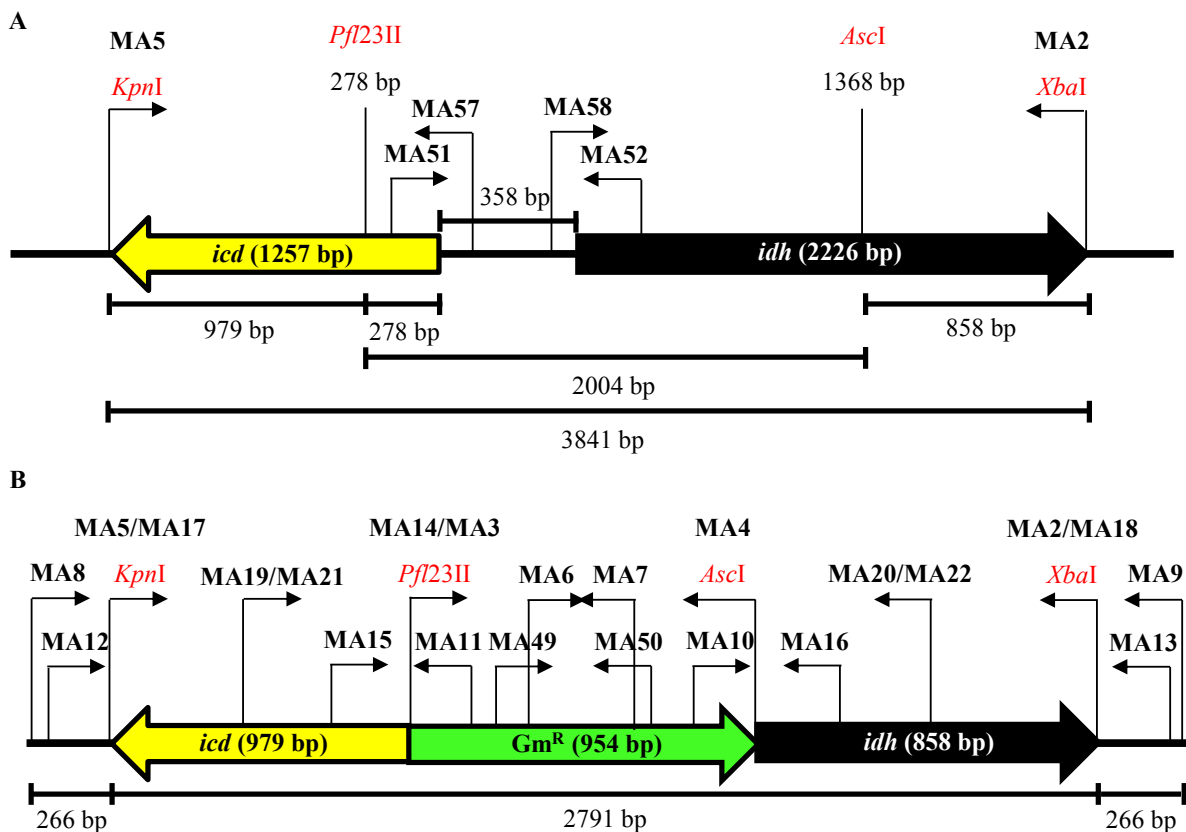 A
MA5
Pfl23II
AscI
MA2
KpnI
278 bp
1368 bp
XbaI
MA57
MA58
MA51
MA52
358 bp
icd (1257 bp)
idh (2226 bp)
979 bp
278 bp
858 bp
2004 bp
3841 bp
B
MA5/MA17
MA14/MA3
MA4
MA2/MA18
MA8
KpnI
MA19/MA21
Pfl23II
MA6
MA7
AscI
MA20/MA22
XbaI
MA9
MA12
MA15
MA11
MA49
MA50
MA10
MA16
MA13
icd (979 bp)
GmR (954 bp)
idh (858 bp)
266 bp
2791 bp
266 bp